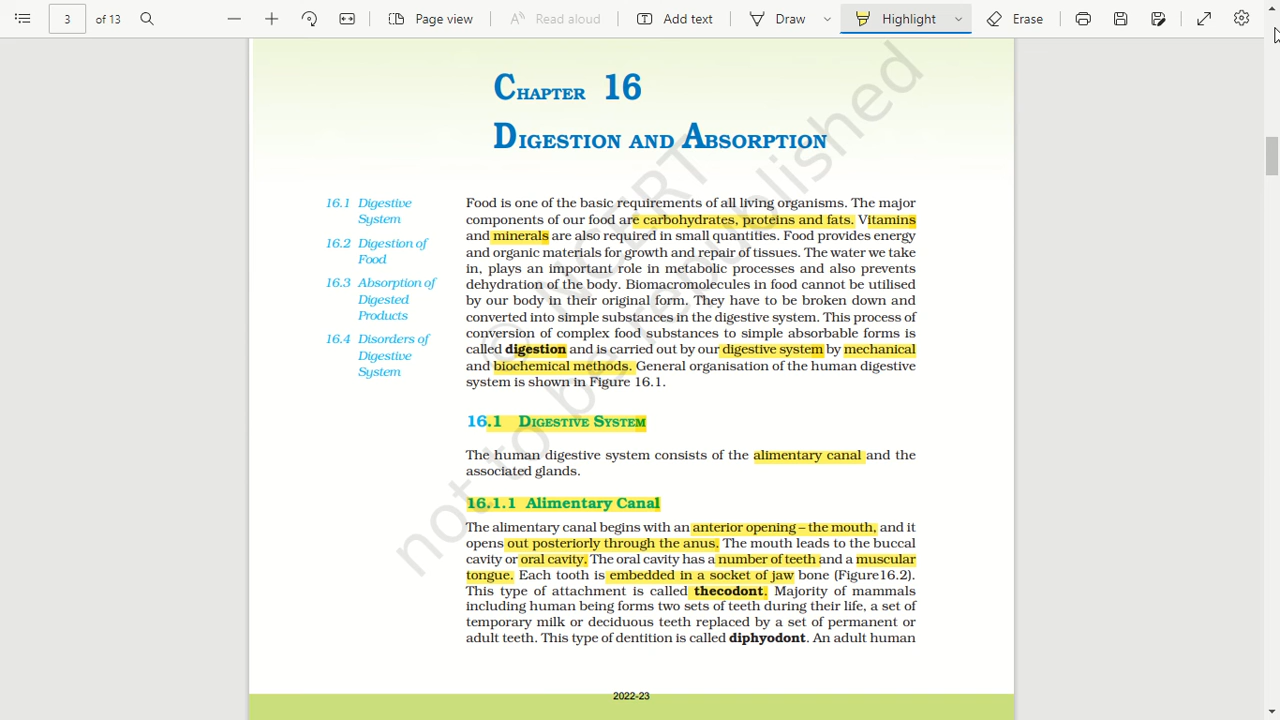 3 of 13 Page view Read aloud Add text Draw Highlight Erase
CHAPTER 16
DIGESTION AND ABSORPTION
16.1 Digestive
System
16.2 Digestion of
Food
16.3 Absorption of
Digested
Products
16.4 Disorders of
Digestive
System
Food is one of the basic requirements of all living organisms. The major
components of our food are carbohydrates, proteins and fats. Vitamins
and minerals are also required in small quantities. Food provides energy
and organic materials for growth and repair of tissues. The water we take
in, plays an important role in metabolic processes and also prevents
dehydration of the body. Biomacromolecules in food cannot be utilised
by our body in their original form. They have to be broken down and
converted into simple substances in the digestive system. This process of
conversion of complex food substances to simple absorbable forms is
called digestion and is carried out by our digestive system by mechanical
and biochemical methods. General organisation of the human digestive
system is shown in Figure 16.1.
16.1 DIGESTIVE SYSTEM
The human digestive system consists of the alimentary canal and the
associated glands.
16.1.1 Alimentary Canal
The alimentary canal begins with an anterior opening – the mouth, and it
opens out posteriorly through the anus. The mouth leads to the buccal
cavity or oral cavity. The oral cavity has a number of teeth and a muscular
tongue. Each tooth is embedded in a socket of jaw bone (Figure16.2).
This type of attachment is called thecodont. Majority of mammals
including human being forms two sets of teeth during their life, a set of
temporary milk or deciduous teeth replaced by a set of permanent or
adult teeth. This type of dentition is called diphyodont. An adult human
2022-23
© NCERT
not to be republished